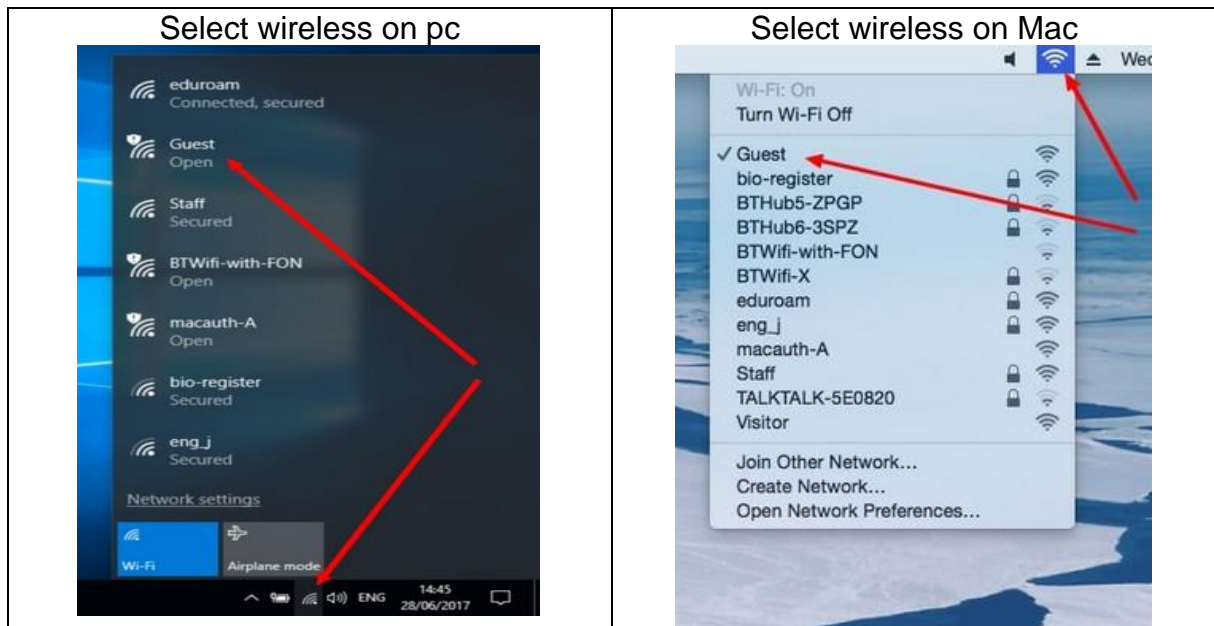 Select wireless on pc
eduroam
Connected, secured
Guest
Open
Staff
Secured
BTWifi-with-FON
Open
macauth-A
Open
bio-register
Secured
eng_j
Secured
Network settings
Wi-Fi
Airplane mode
ENG
14:45
28/06/2017
Select wireless on Mac
Wed
Wi-Fi: On
Turn Wi-Fi Off
✓ Guest
bio-register
BTHub5-ZPGP
BTHub6-3SPZ
BTWifi-with-FON
BTWifi-X
eduroam
eng_j
macauth-A
Staff
TALKTALK-5E0820
Visitor
Join Other Network...
Create Network...
Open Network Preferences...